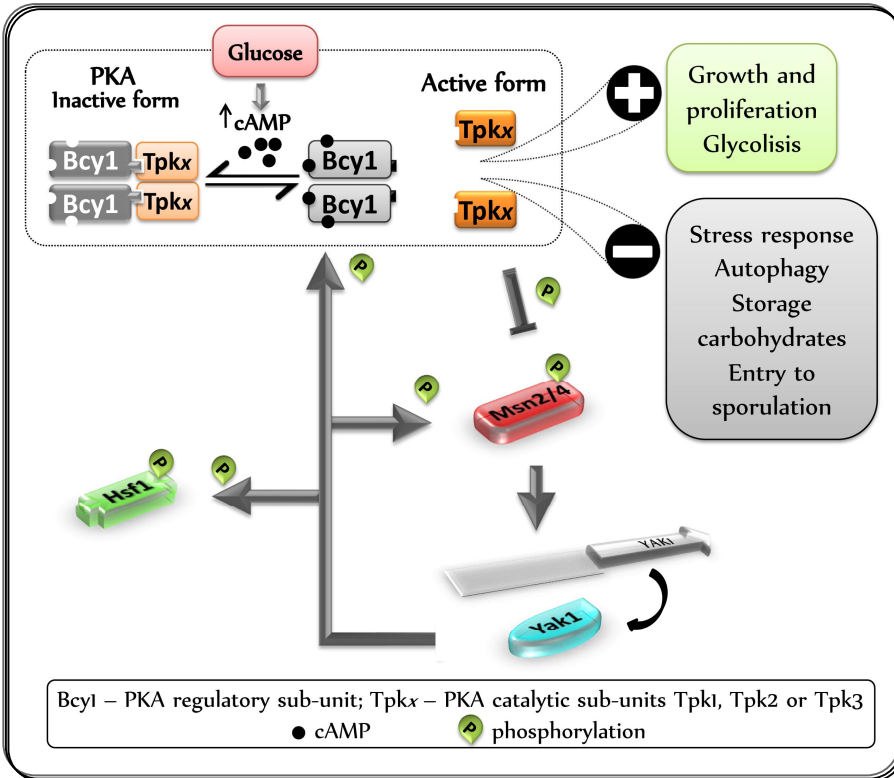 Glucose
PKA
Inactive form
↑ cAMP
Active form
Bcy1 Tpkx
Bcy1 Tpkx
Bcy1
Bcy1
Tpkx
Tpkx
+
Growth and
proliferation
Glycolisis
−
Stress response
Autophagy
Storage
carbohydrates
Entry to
sporulation
P
P
P
P
Msn2/4
P
P
Hsf1
YAK1
Yak1
Bcy1 – PKA regulatory sub-unit; Tpkx – PKA catalytic sub-units Tpk1, Tpk2 or Tpk3
● cAMP P phosphorylation